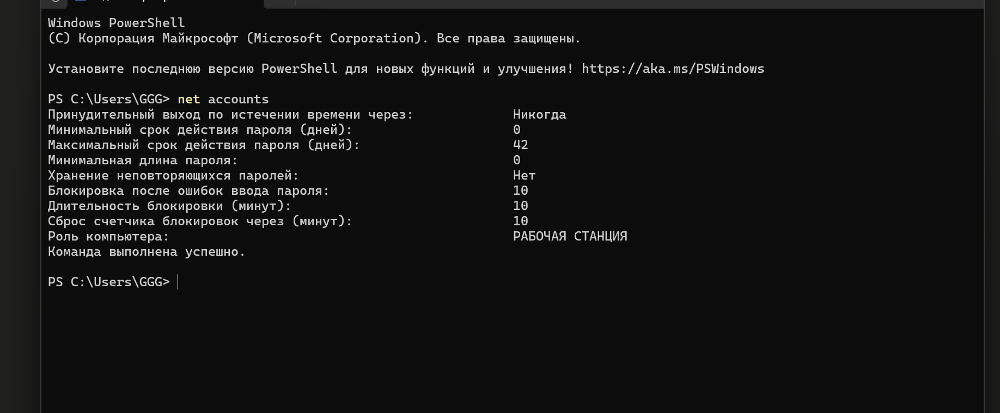 Windows PowerShell
(C) Корпорация Майкрософт (Microsoft Corporation). Все права защищены.
Установите последнюю версию PowerShell для новых функций и улучшения! https://aka.ms/PSWindows
PS C:\Users\GGG> net accounts
Принудительный выход по истечении времени через: Никогда
Минимальный срок действия пароля (дней): 0
Максимальный срок действия пароля (дней): 42
Минимальная длина пароля: 0
Хранение неповторяющихся паролей: Нет
Блокировка после ошибок ввода пароля: 10
Длительность блокировки (минут): 10
Сброс счетчика блокировок через (минут): 10
Роль компьютера: РАБОЧАЯ СТАНЦИЯ
Команда выполнена успешно.
PS C:\Users\GGG>